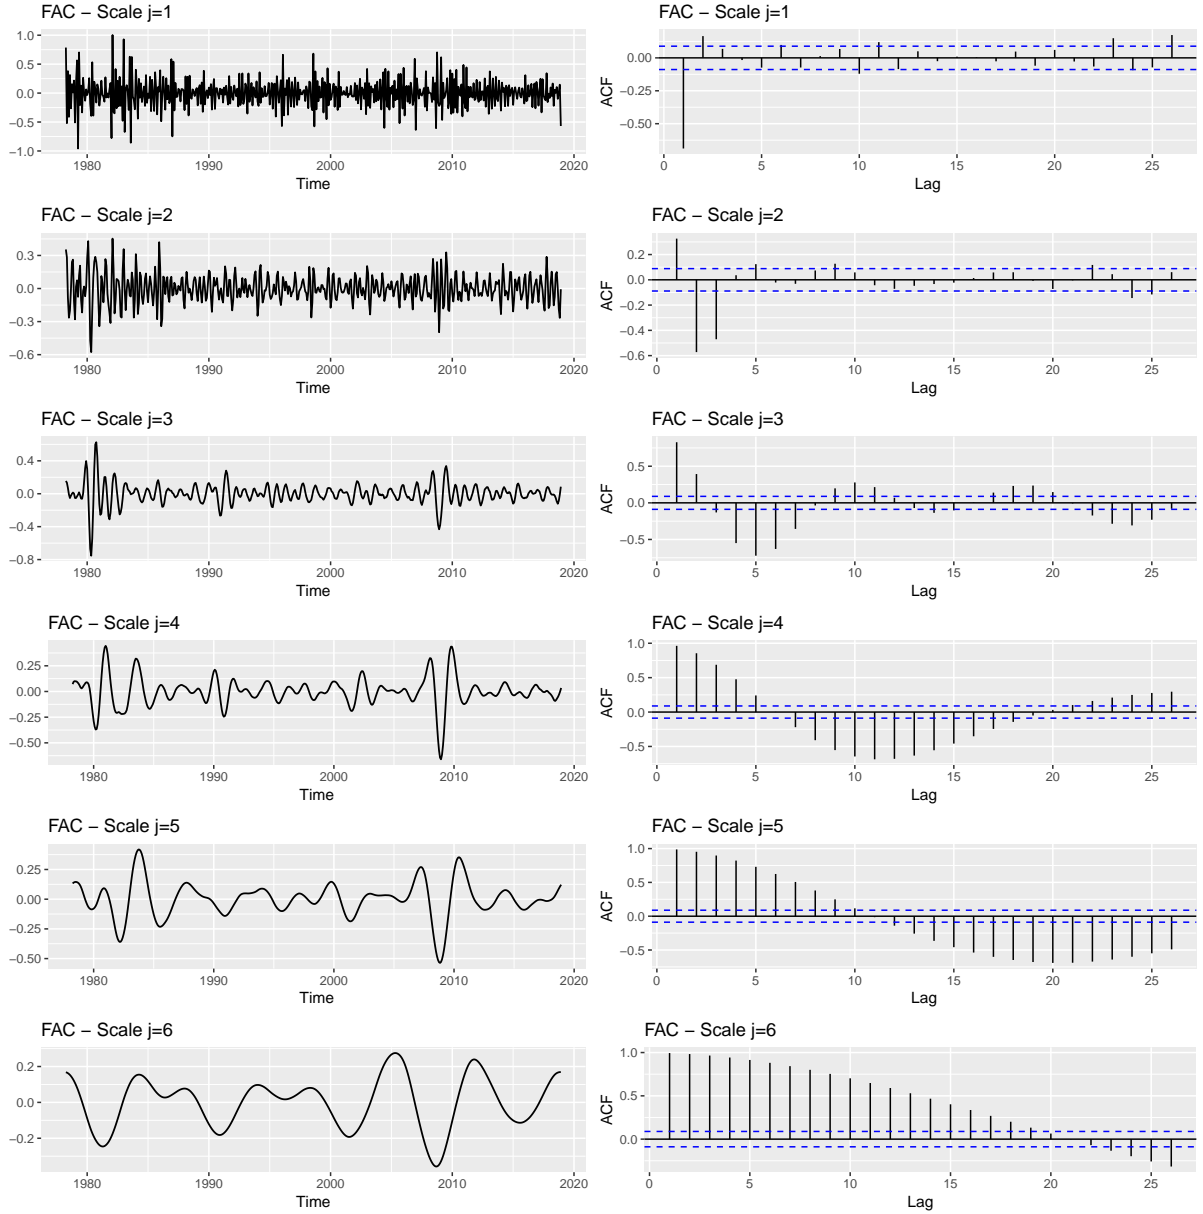 FAC – Scale j=1
1.0
0.5
0.0
−0.5
−1.0
1980 1990 2000 2010 2020
Time
FAC – Scale j=1
ACF
0.00
−0.25
−0.50
0 5 10 15 20 25
Lag
FAC – Scale j=2
0.3
0.0
−0.3
−0.6
1980 1990 2000 2010 2020
Time
FAC – Scale j=2
ACF
0.2
0.0
−0.2
−0.4
−0.6
0 5 10 15 20 25
Lag
FAC – Scale j=3
0.4
0.0
−0.4
−0.8
1980 1990 2000 2010 2020
Time
FAC – Scale j=3
ACF
0.5
0.0
−0.5
0 5 10 15 20 25
Lag
FAC – Scale j=4
0.25
0.00
−0.25
−0.50
1980 1990 2000 2010 2020
Time
FAC – Scale j=4
ACF
1.0
0.5
0.0
−0.5
0 5 10 15 20 25
Lag
FAC – Scale j=5
0.25
0.00
−0.25
−0.50
1980 1990 2000 2010 2020
Time
FAC – Scale j=5
ACF
1.0
0.5
0.0
−0.5
0 5 10 15 20 25
Lag
FAC – Scale j=6
0.2
0.0
−0.2
1980 1990 2000 2010 2020
Time
FAC – Scale j=6
ACF
1.0
0.5
0.0
0 5 10 15 20 25
Lag